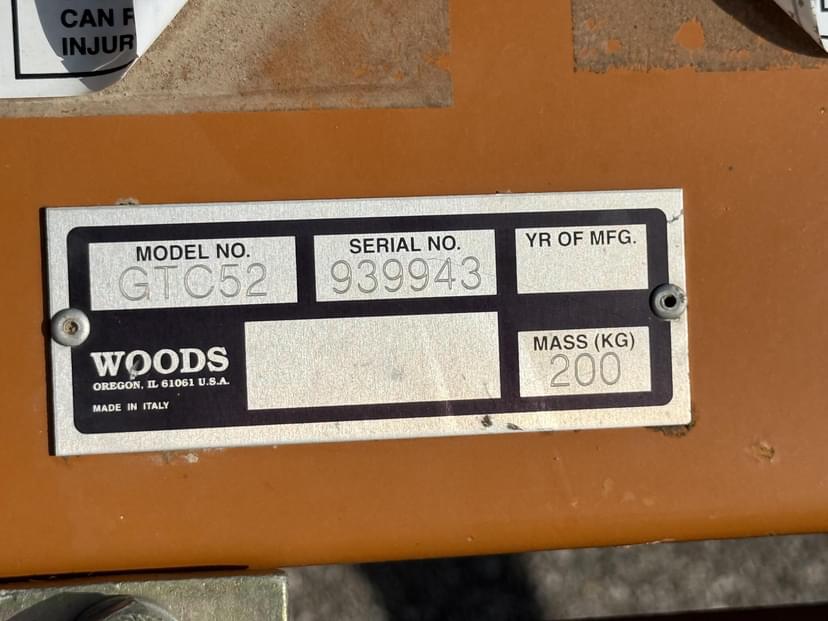 CAN
INJUR
MODEL NO.
GTC52
SERIAL NO.
939943
YR OF MFG.
WOODS
OREGON, IL 61061 U.S.A.
MADE IN ITALY
MASS (KG)
200